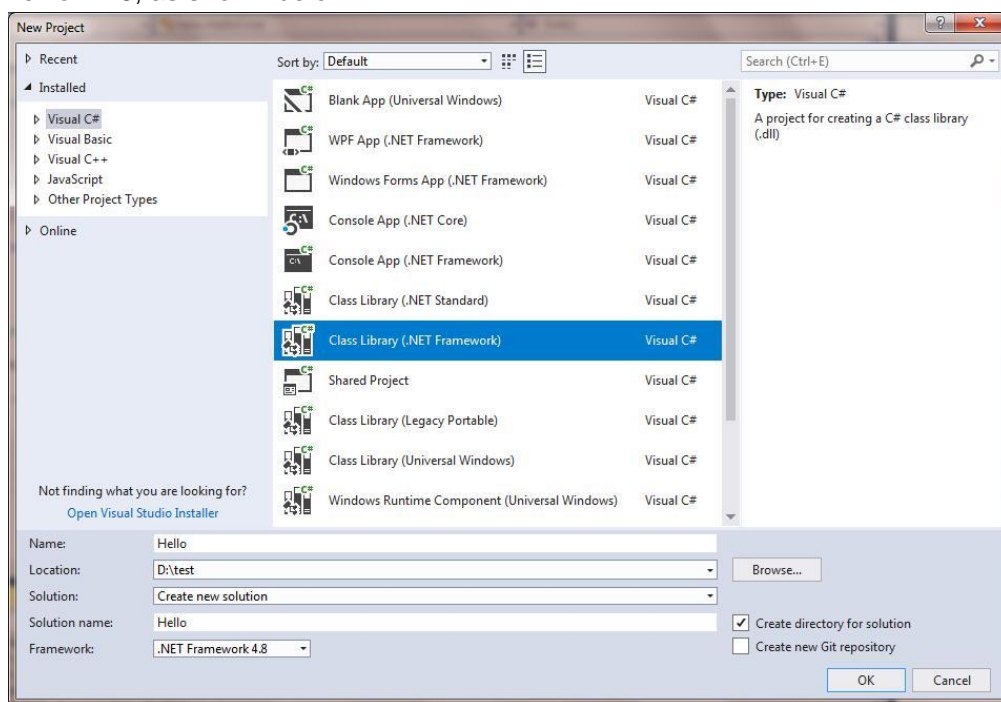 New Project
Recent
Installed
Visual C#
Visual Basic
Visual C++
JavaScript
Other Project Types
Online
Not finding what you are looking for?
Open Visual Studio Installer
Sort by: Default
Blank App (Universal Windows) Visual C#
WPF App (.NET Framework) Visual C#
Windows Forms App (.NET Framework) Visual C#
Console App (.NET Core) Visual C#
Console App (.NET Framework) Visual C#
Class Library (.NET Standard) Visual C#
Class Library (.NET Framework) Visual C#
Shared Project Visual C#
Class Library (Legacy Portable) Visual C#
Class Library (Universal Windows) Visual C#
Windows Runtime Component (Universal Windows) Visual C#
Search (Ctrl+E)
Type: Visual C#
A project for creating a C# class library
(.dll)
Name: Hello
Location: D:\test
Browse...
Solution: Create new solution
Solution name: Hello
Create directory for solution
Framework: .NET Framework 4.8
Create new Git repository
OK Cancel